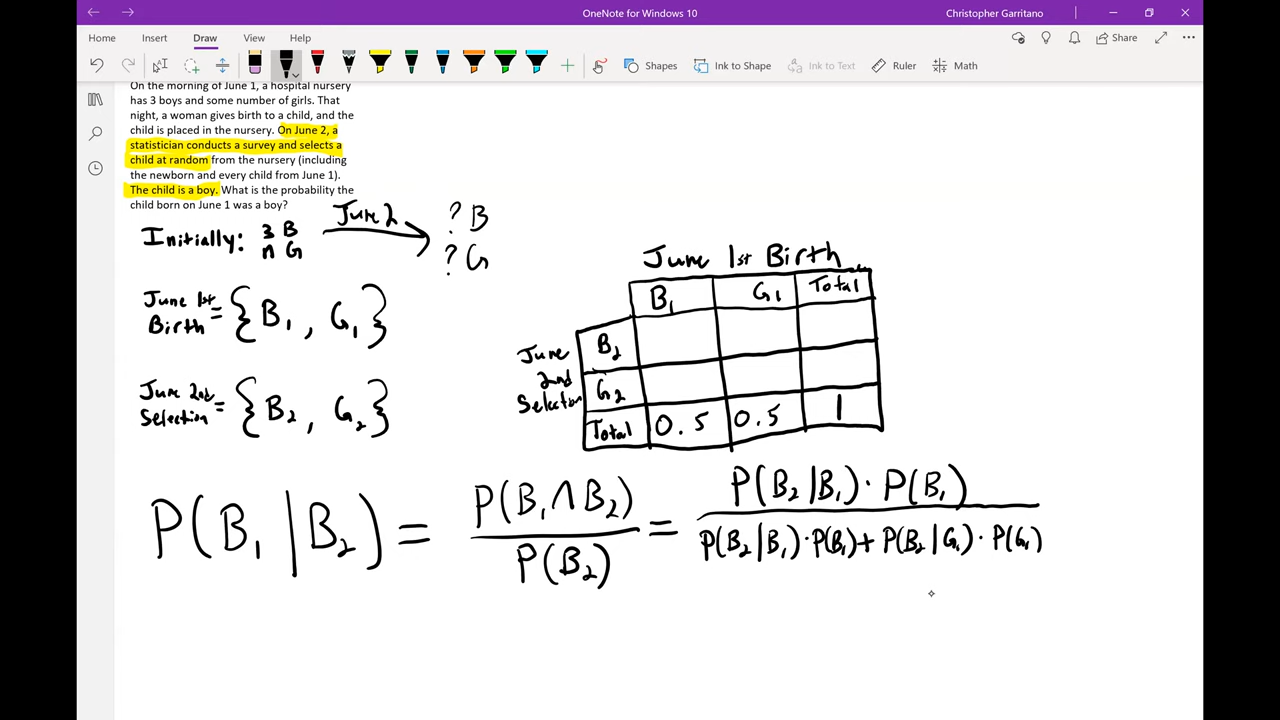 OneNote for Windows 10
Christopher Garritano
Home Insert Draw View Help
Share
Shapes Ink to Shape Ink to Text Ruler Math
On the morning of June 1, a hospital nursery
has 3 boys and some number of girls. That
night, a woman gives birth to a child, and the
child is placed in the nursery. On June 2, a
statistician conducts a survey and selects a
child at random from the nursery (including
the newborn and every child from June 1).
The child is a boy. What is the probability the
child born on June 1 was a boy?
Initially: 3 B
n G
June 2
? B
? G
June 1st
Birth = {B₁, G₁}
June 2nd
Selection = {B₂, G₂}
June 1st Birth
B₁ G₁ Total
June
2nd
Selection
B₂
G₂
Total 0.5 0.5 1
P(B₁|B₂) = P(B₁∩B₂) / P(B₂) = P(B₂|B₁)·P(B₁) / P(B₂|B₁)·P(B₁)+P(B₂|G₁)·P(G₁)